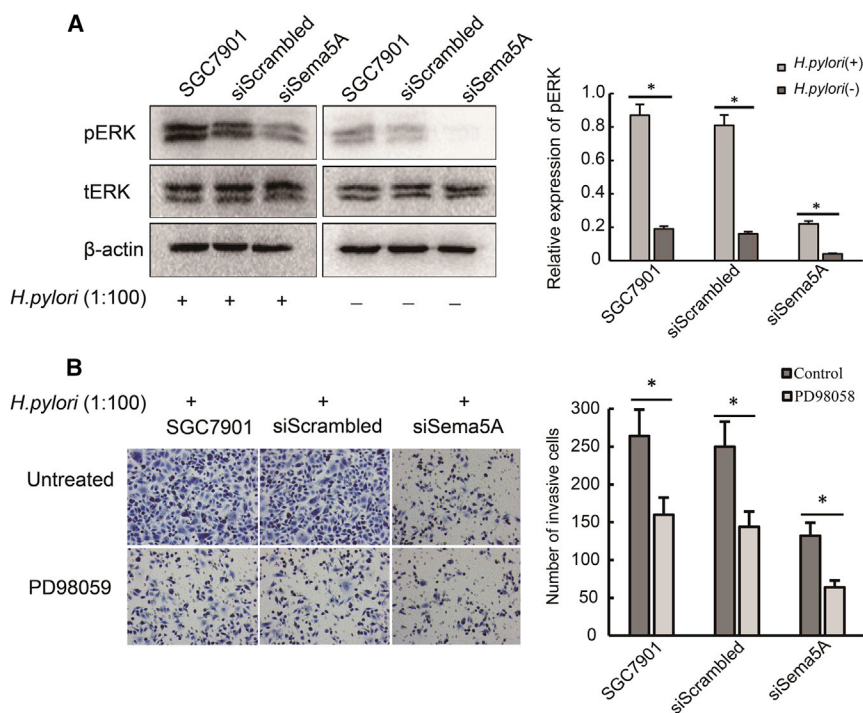 A
SGC7901
siScrambled
siSema5A
SGC7901
siScrambled
siSema5A
pERK
tERK
β-actin
H.pylori (1:100)
+ + + – – –
Relative expression of pERK
1.0
0.8
0.6
0.4
0.2
0
* * *
H.pylori(+)
H.pylori(-)
SGC7901
siScrambled
siSema5A
B
+ + +
H.pylori (1:100)
SGC7901 siScrambled siSema5A
Untreated
PD98059
Number of invasive cells
300
250
200
150
100
50
0
* * *
Control
PD98058
SGC7901
siScrambled
siSema5A